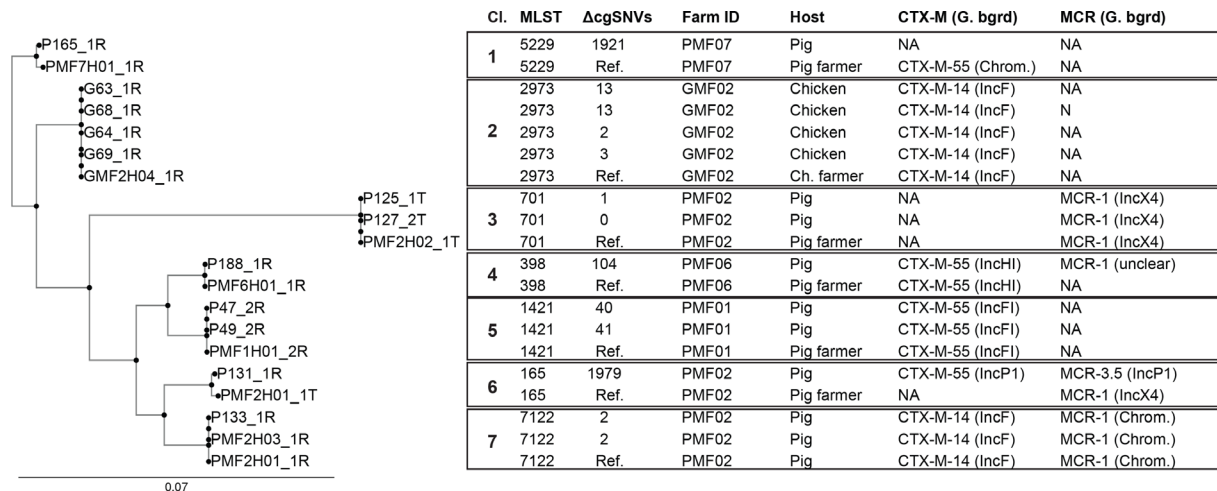 Cl. MLST ΔcgSNVs Farm ID Host CTX-M (G. bgrd) MCR (G. bgrd)
P165_1R 1 5229 1921 PMF07 Pig NA NA
PMF7H01_1R 5229 Ref. PMF07 Pig farmer CTX-M-55 (Chrom.) NA
G63_1R 2973 13 GMF02 Chicken CTX-M-14 (IncF) NA
G68_1R 2973 13 GMF02 Chicken CTX-M-14 (IncF) N
G64_1R 2 2973 2 GMF02 Chicken CTX-M-14 (IncF) NA
G69_1R 2973 3 GMF02 Chicken CTX-M-14 (IncF) NA
GMF2H04_1R 2973 Ref. GMF02 Ch. farmer CTX-M-14 (IncF) NA
P125_1T 701 1 PMF02 Pig NA MCR-1 (IncX4)
P127_2T 3 701 0 PMF02 Pig NA MCR-1 (IncX4)
PMF2H02_1T 701 Ref. PMF02 Pig farmer NA MCR-1 (IncX4)
P188_1R 4 398 104 PMF06 Pig CTX-M-55 (IncHI) MCR-1 (unclear)
PMF6H01_1R 398 Ref. PMF06 Pig farmer CTX-M-55 (IncHI) NA
P47_2R 1421 40 PMF01 Pig CTX-M-55 (IncFI) NA
P49_2R 5 1421 41 PMF01 Pig CTX-M-55 (IncFI) NA
PMF1H01_2R 1421 Ref. PMF01 Pig farmer CTX-M-55 (IncFI) NA
P131_1R 6 165 1979 PMF02 Pig CTX-M-55 (IncP1) MCR-3.5 (IncP1)
PMF2H01_1T 165 Ref. PMF02 Pig farmer NA MCR-1 (IncX4)
P133_1R 7122 2 PMF02 Pig CTX-M-14 (IncF) MCR-1 (Chrom.)
PMF2H03_1R 7 7122 2 PMF02 Pig CTX-M-14 (IncF) MCR-1 (Chrom.)
PMF2H01_1R 7122 Ref. PMF02 Pig CTX-M-14 (IncF) MCR-1 (Chrom.)
0.07